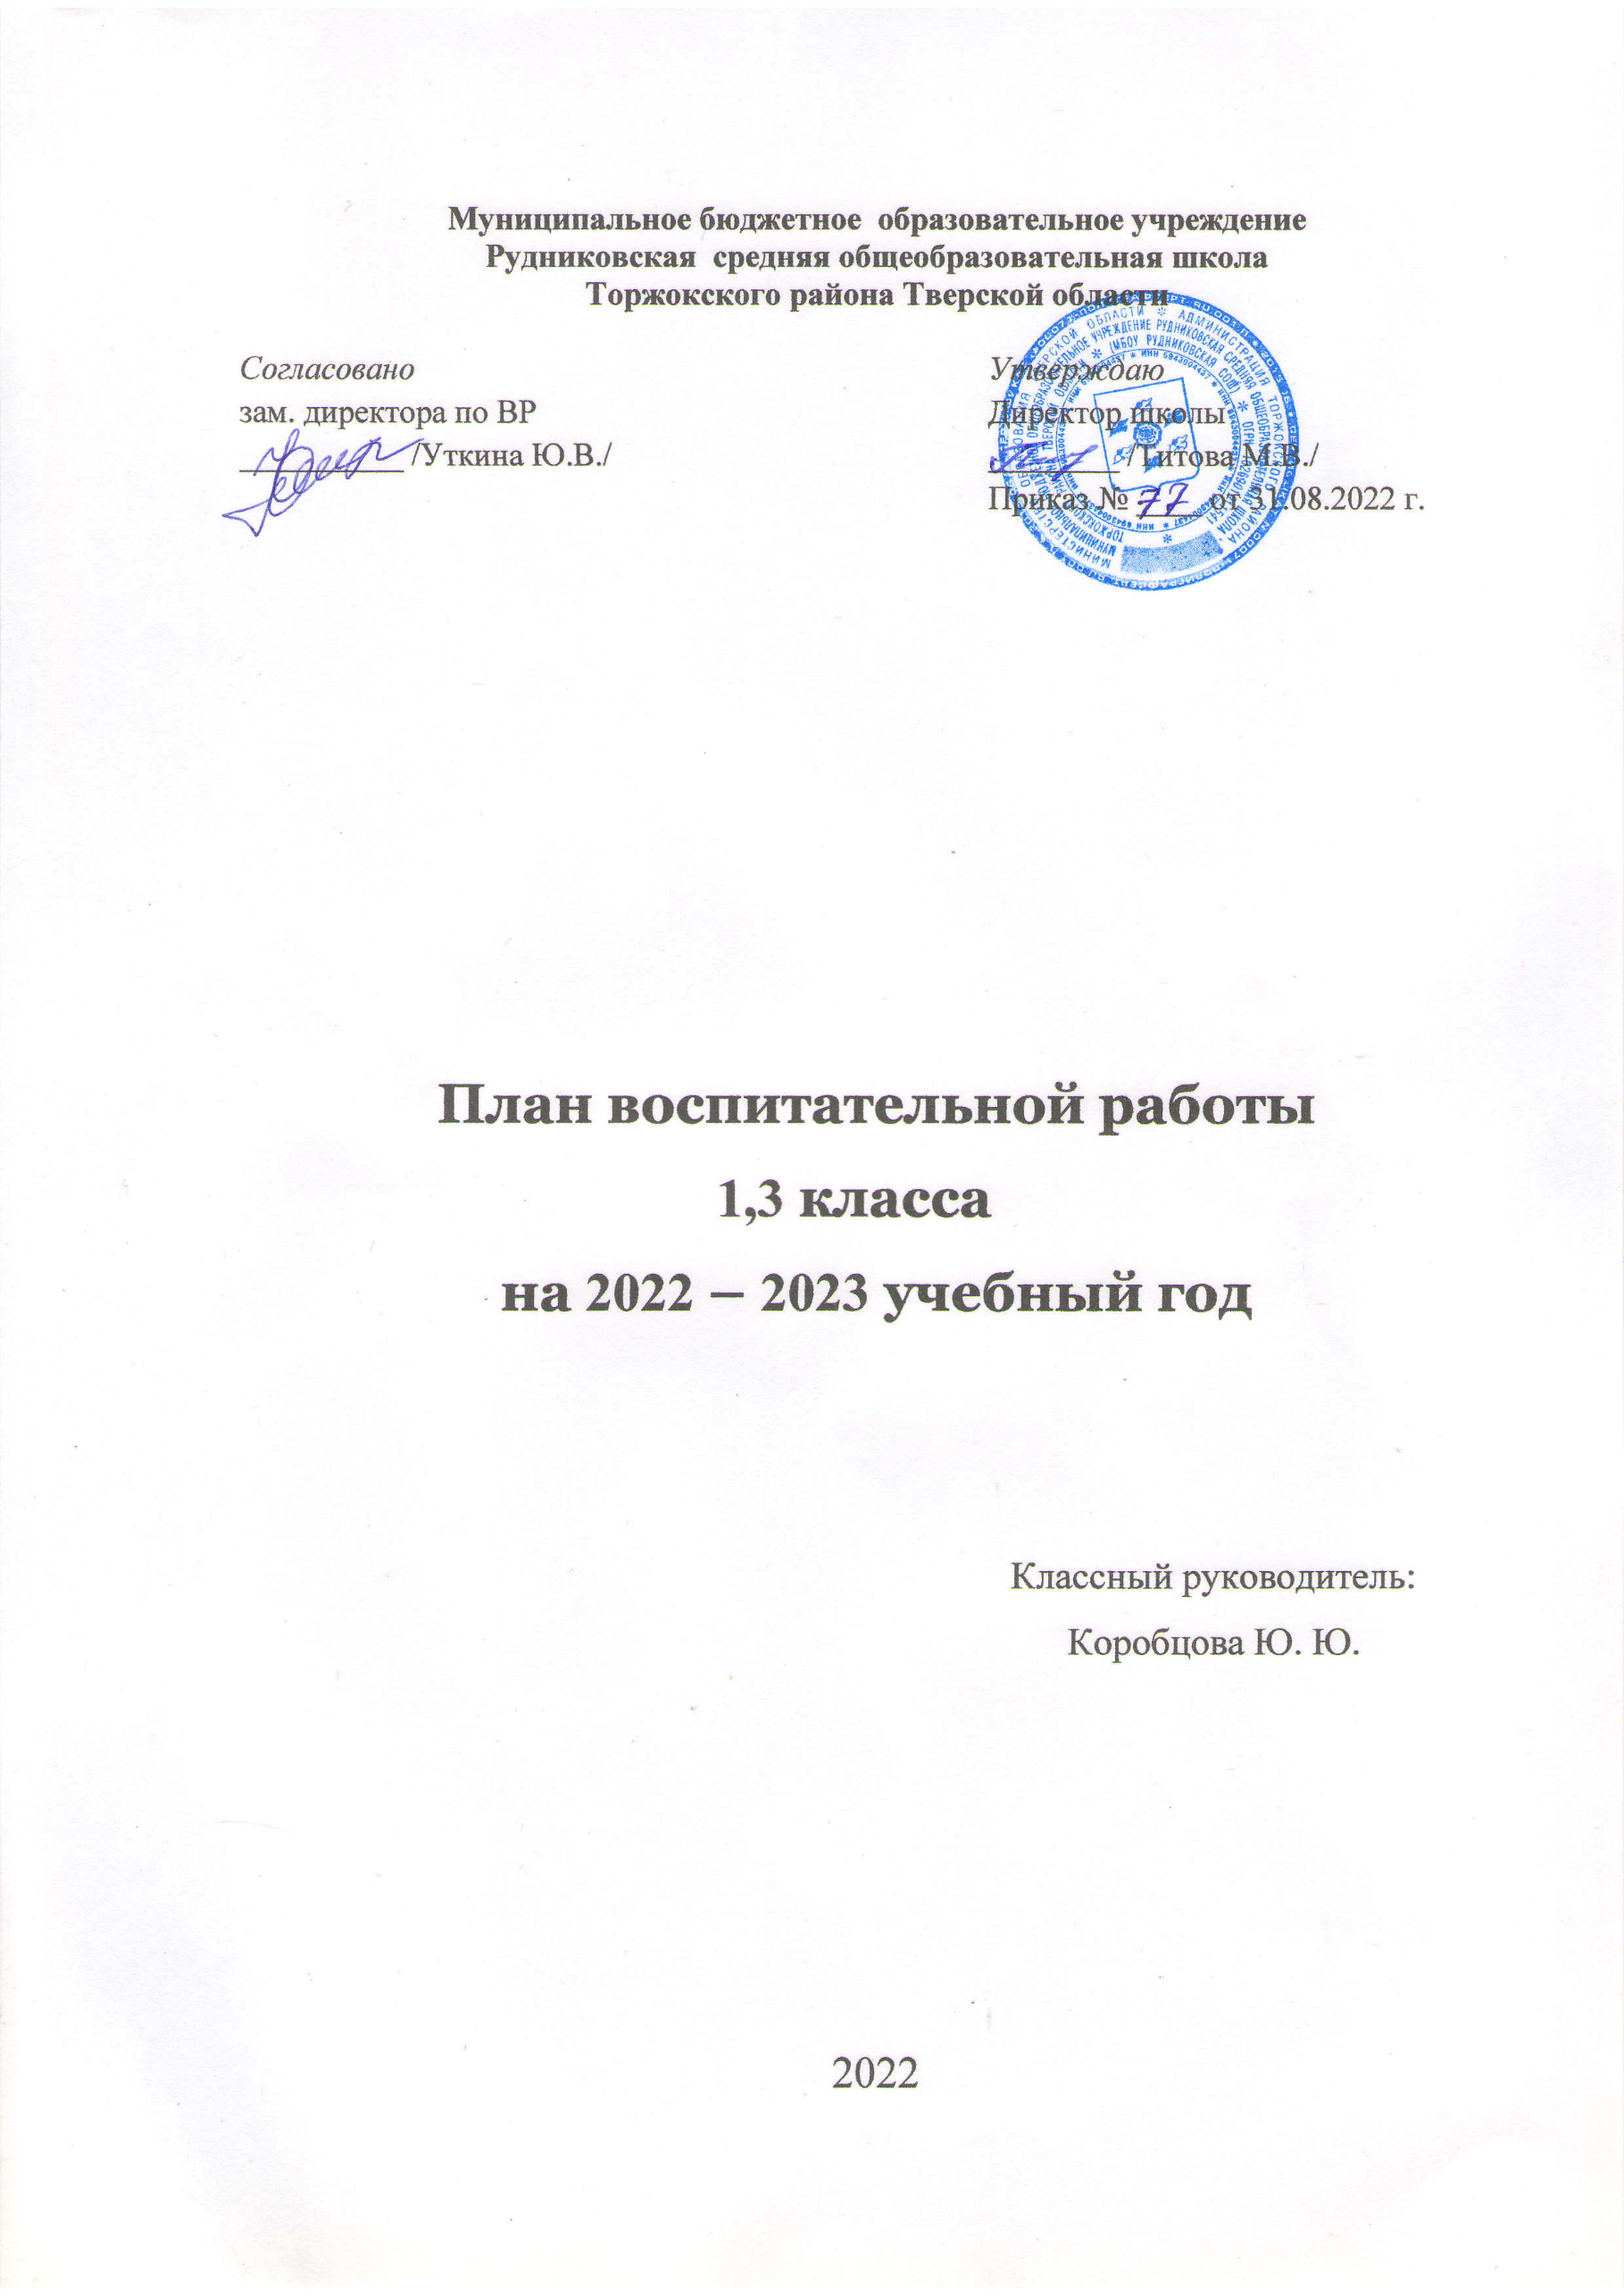 Муниципальное бюджетное образовательное учреждение
Рудниковская средняя общеобразовательная школа
Торжокского района Тверской области
Согласовано
зам. директора по ВР
/Уткина Ю.В./
Утверждаю
Директор школы
/Титова М.В./
Приказ № 77 от 31.08.2022 г.
План воспитательной работы
1,3 класса
на 2022 – 2023 учебный год
Классный руководитель:
Коробцова Ю. Ю.
2022